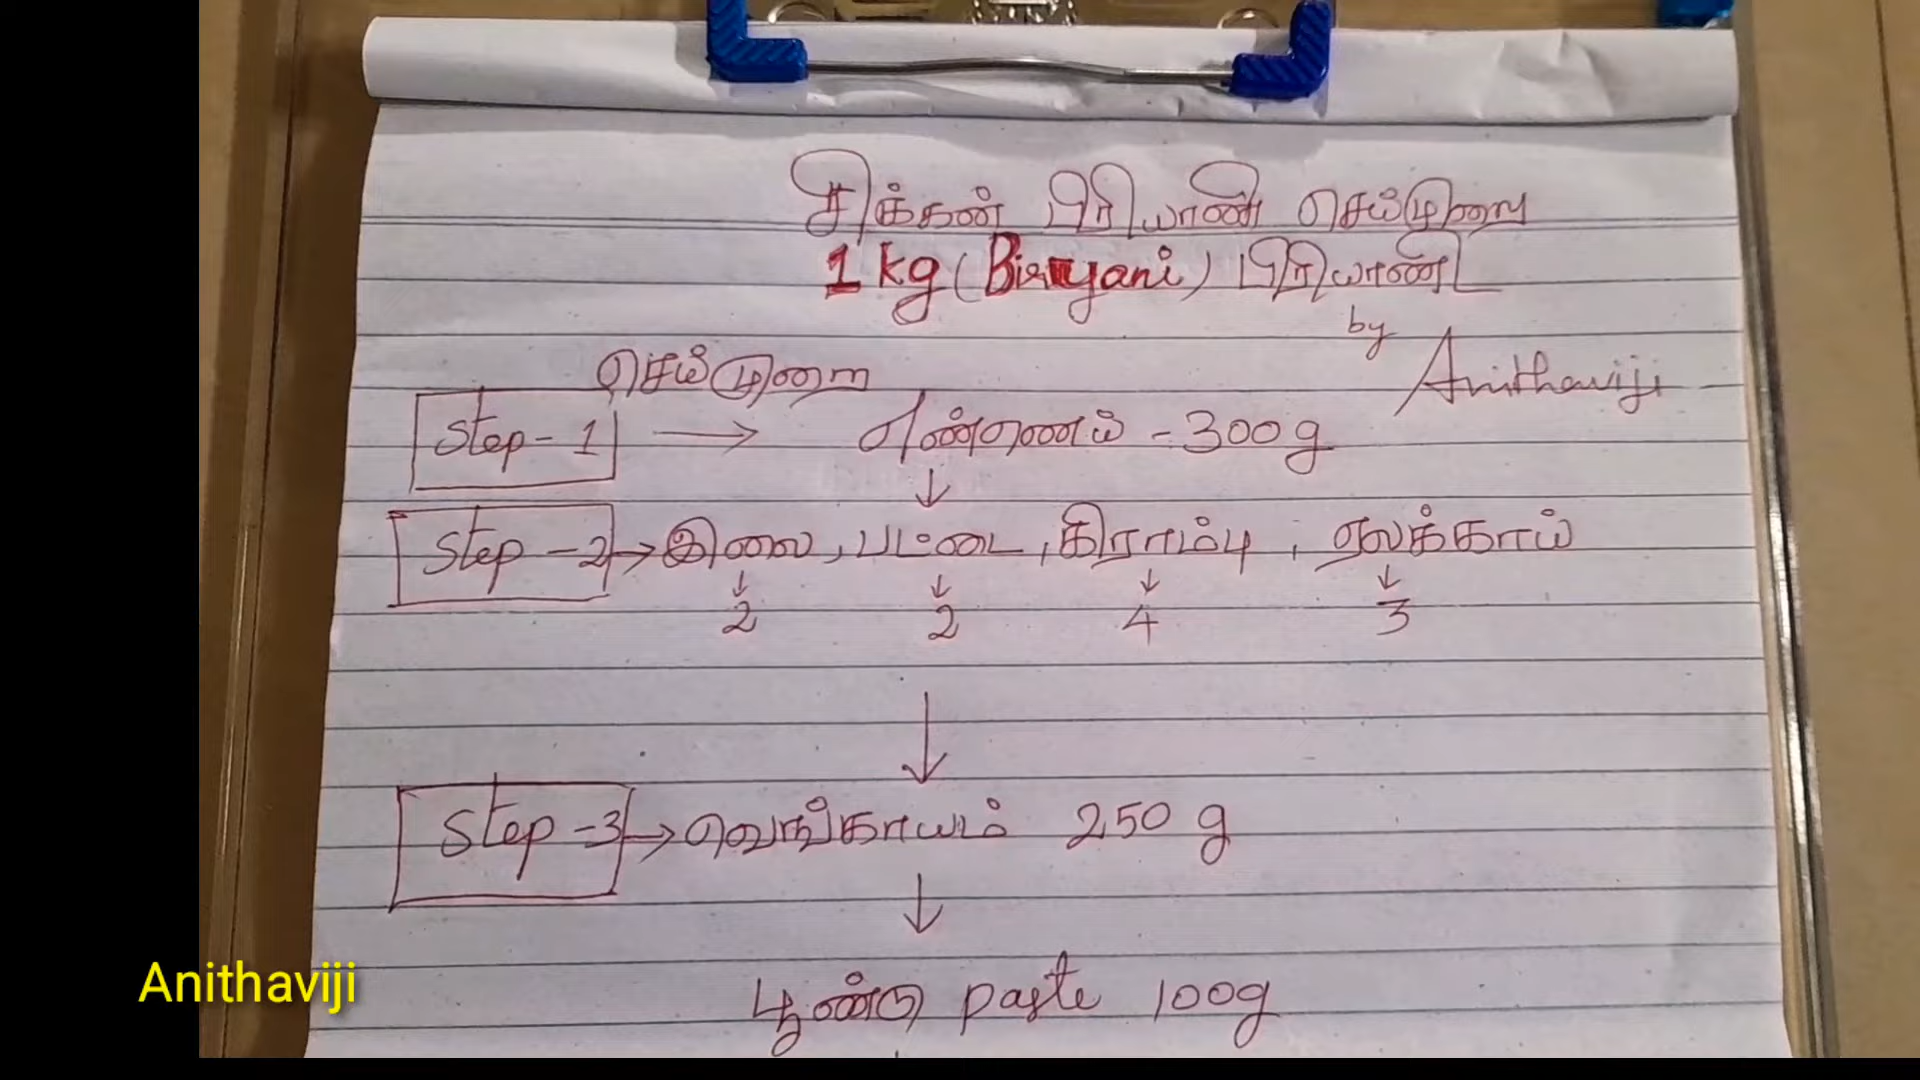 சிக்கன் பிரியாணி செய்முறை
1 kg (Biryani) பிரியாணி
by
Anithaviji
செய்முறை
Step-1 → எண்ணெய் - 300g
↓
Step-2 → இலை, பட்டை, கிராம்பு, ஏலக்காய்
↓ ↓ ↓ ↓
2 2 4 3
↓
Step-3 → வெங்காயம் 250 g
↓
பூண்டு paste 100g
Anithaviji